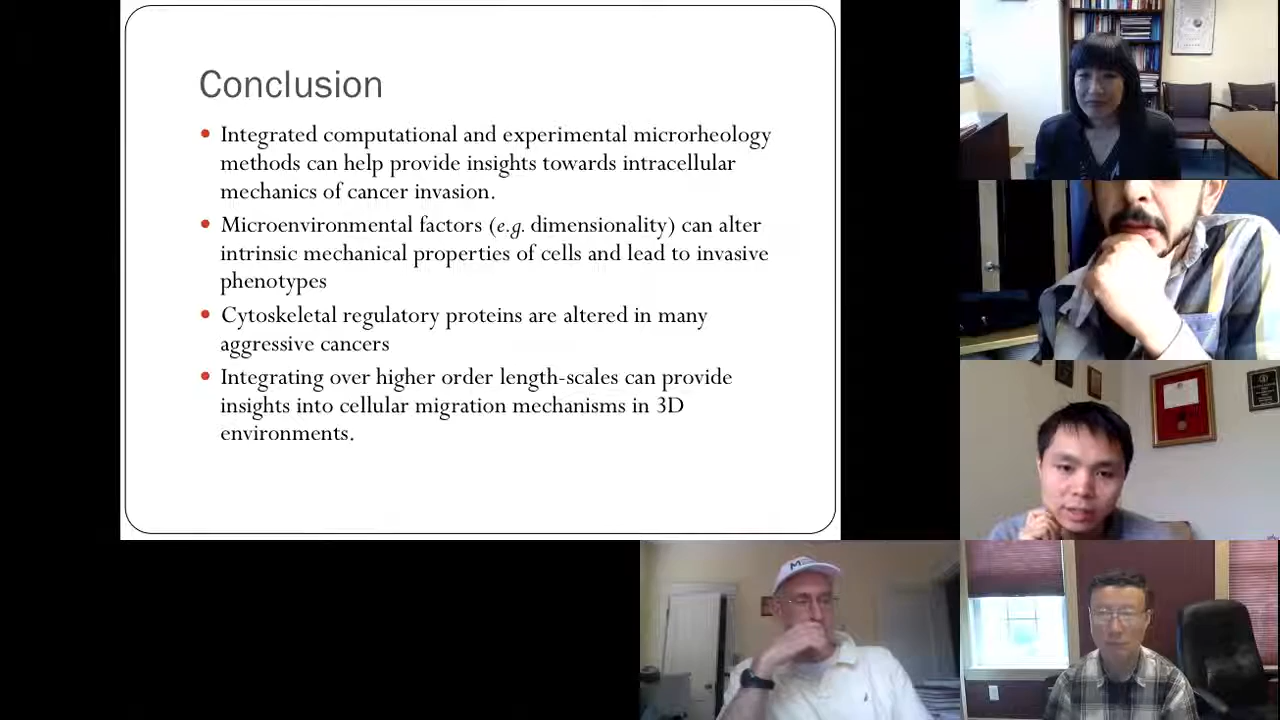 Conclusion
Integrated computational and experimental microrheology
methods can help provide insights towards intracellular
mechanics of cancer invasion.
Microenvironmental factors (e.g. dimensionality) can alter
intrinsic mechanical properties of cells and lead to invasive
phenotypes
Cytoskeletal regulatory proteins are altered in many
aggressive cancers
Integrating over higher order length-scales can provide
insights into cellular migration mechanisms in 3D
environments.
M